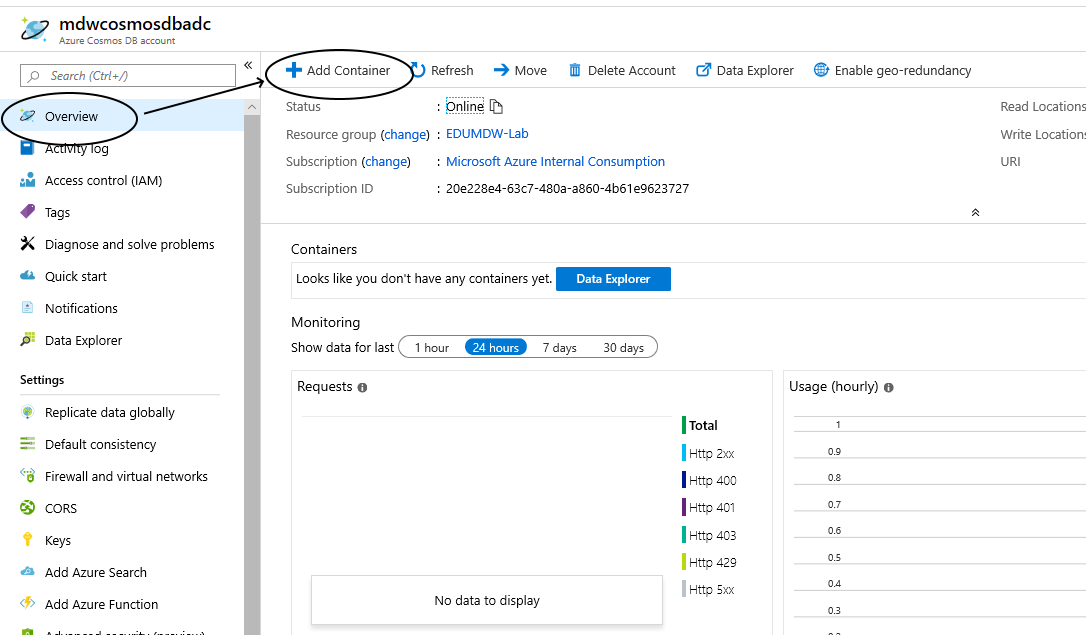 mdwcosmosdbadc
Azure Cosmos DB account
Search (Ctrl+/)
«
Overview
Activity log
Access control (IAM)
Tags
Diagnose and solve problems
Quick start
Notifications
Data Explorer
Settings
Replicate data globally
Default consistency
Firewall and virtual networks
CORS
Keys
Add Azure Search
Add Azure Function
Advanced security (preview)
Add Container Refresh Move Delete Account Data Explorer Enable geo-redundancy
Status : Online Read Locations
Resource group (change) : EDUMDW-Lab Write Locations
Subscription (change) : Microsoft Azure Internal Consumption URI
Subscription ID : 20e228e4-63c7-480a-a860-4b61e9623727
Containers
Looks like you don't have any containers yet. Data Explorer
Monitoring
Show data for last 1 hour 24 hours 7 days 30 days
Requests
Total
Http 2xx
Http 400
Http 401
Http 403
Http 429
Http 5xx
No data to display
Usage (hourly)
1
0.9
0.8
0.7
0.6
0.5
0.4
0.3